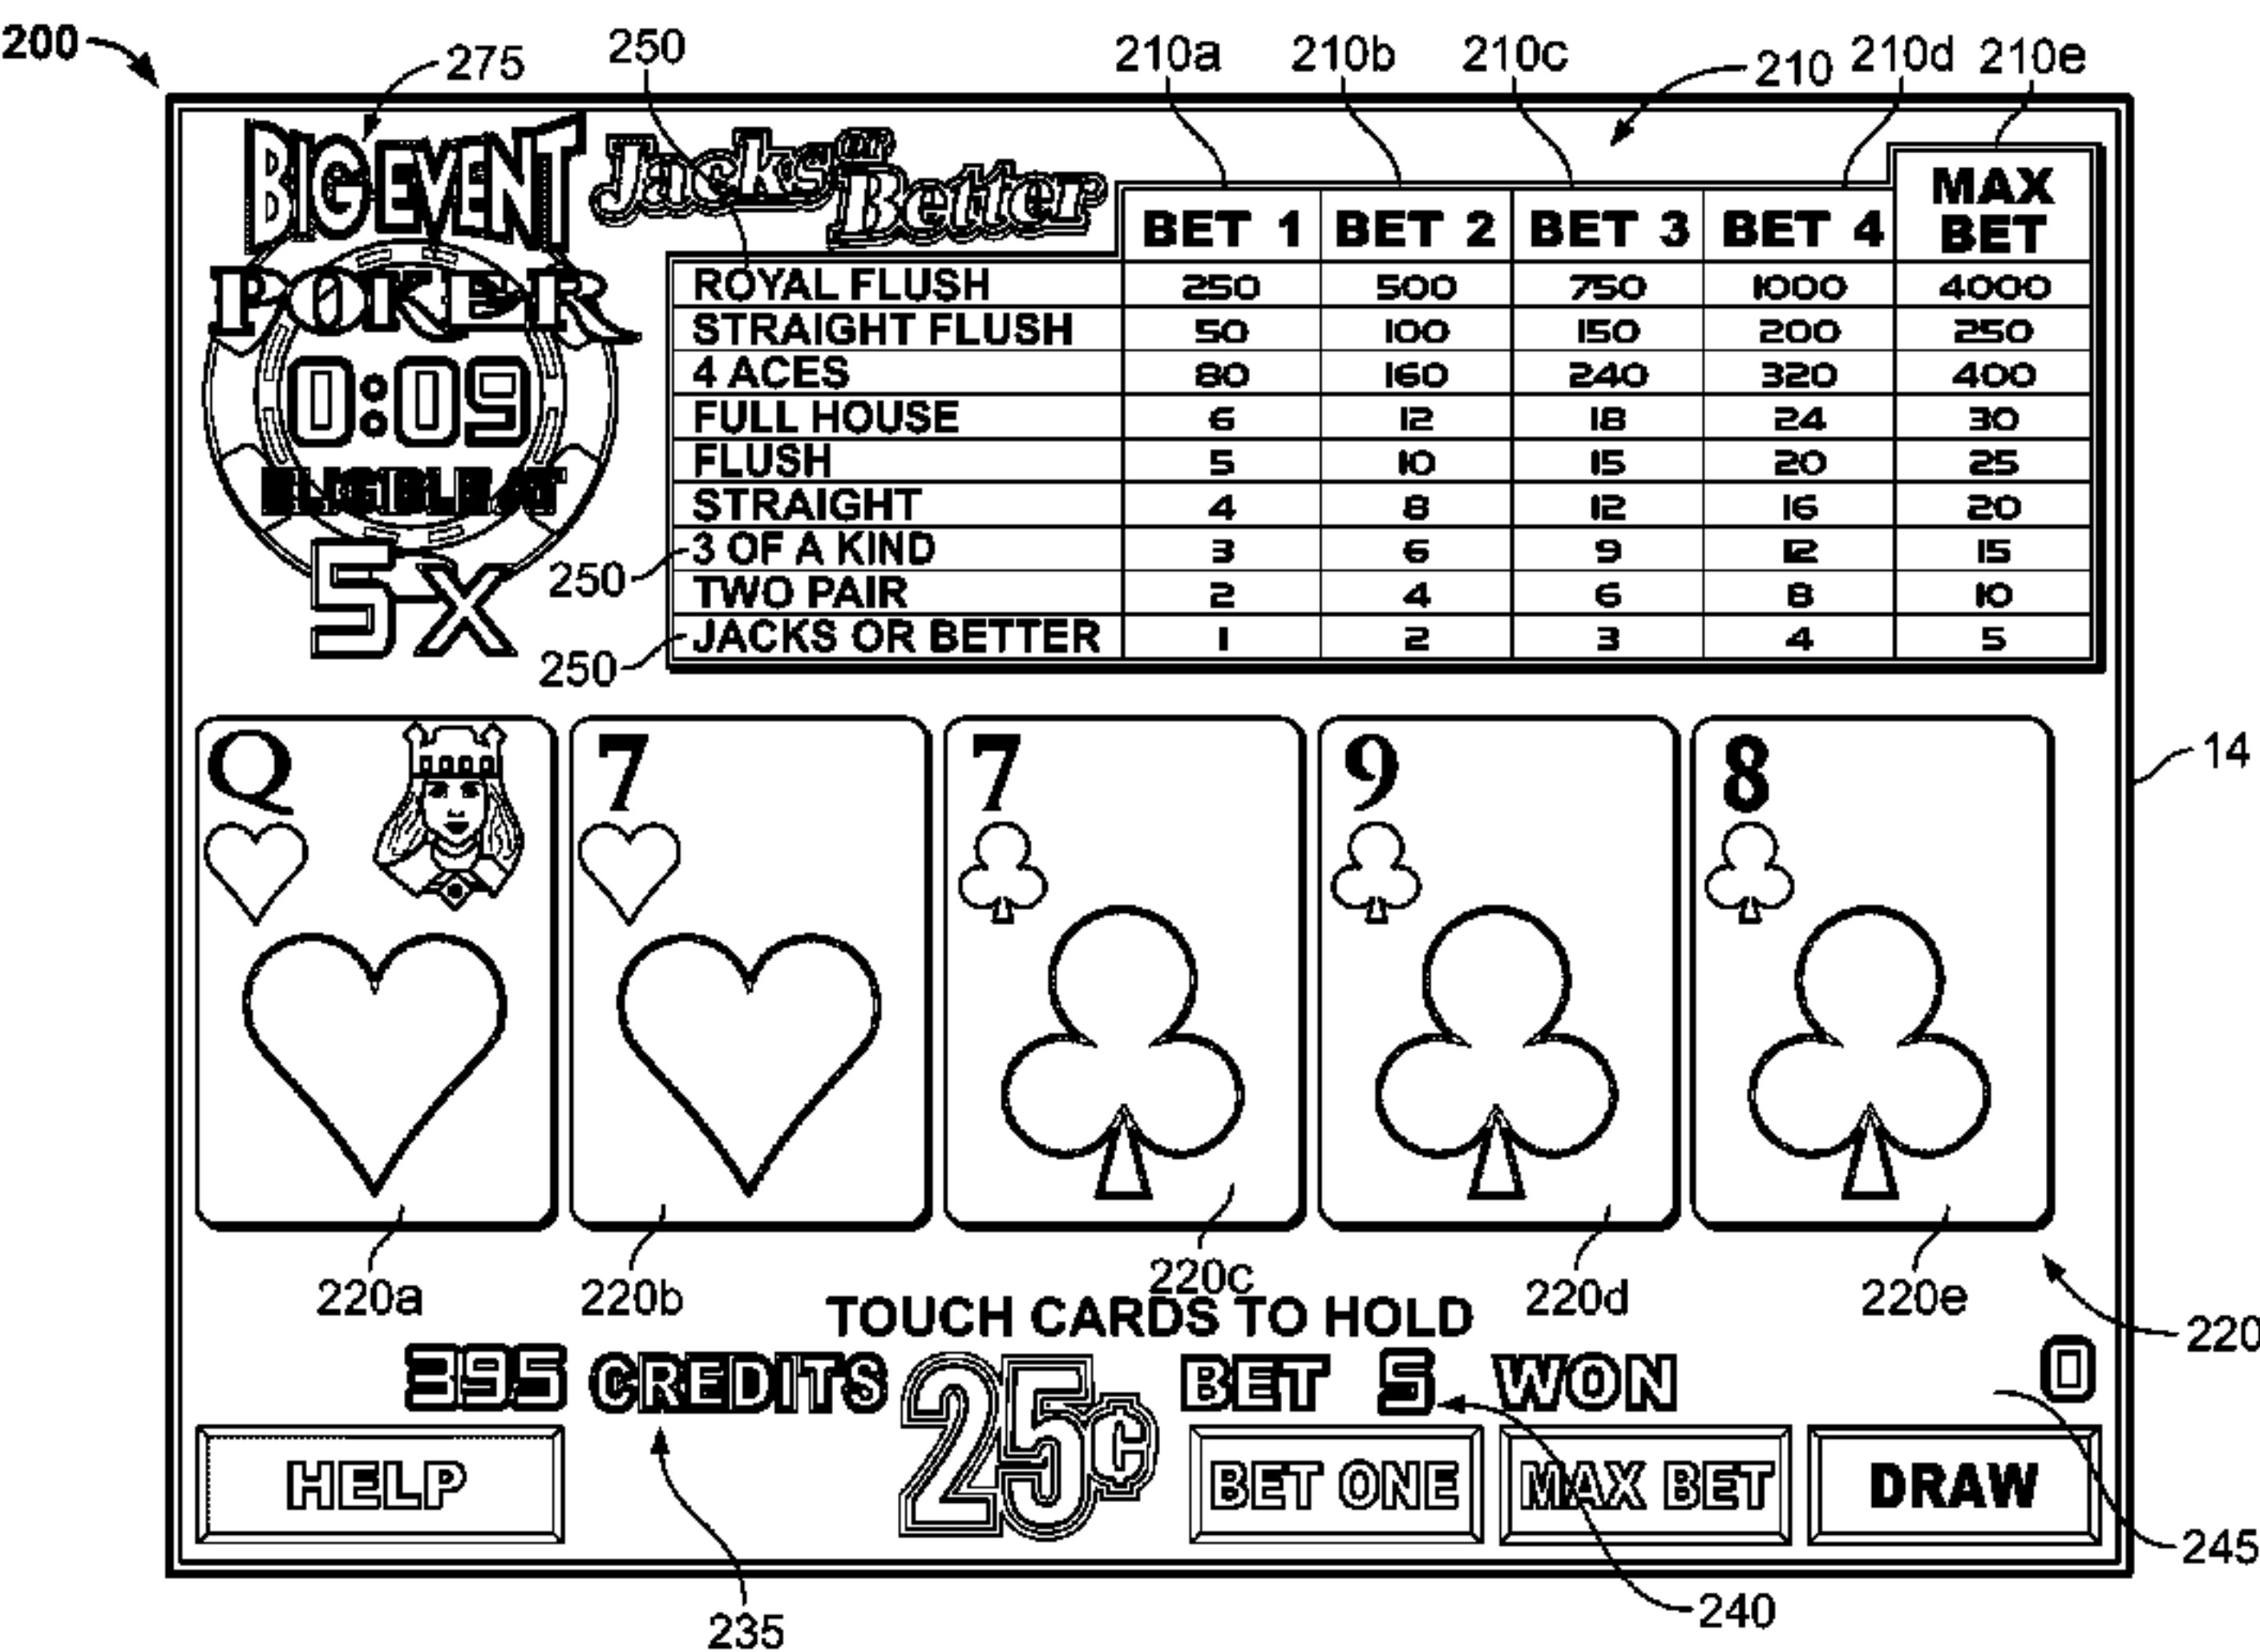 200
275
250
210a
210b
210c
210
210d
210e
BIG EVENT
POKER
0:09
ELIGIBLE AT
5X
Jacks or Better
BET 1 BET 2 BET 3 BET 4 MAX BET
ROYAL FLUSH 250 500 750 1000 4000
STRAIGHT FLUSH 50 100 150 200 250
4 ACES 80 160 240 320 400
FULL HOUSE 6 12 18 24 30
FLUSH 5 10 15 20 25
STRAIGHT 4 8 12 16 20
250 3 OF A KIND 3 6 9 12 15
TWO PAIR 2 4 6 8 10
250 JACKS OR BETTER 1 2 3 4 5
Q 7 7 9 8
14
220a 220b 220c 220d 220e
220
TOUCH CARDS TO HOLD
395 CREDITS 25¢ BET 5 WON 0
HELP BET ONE MAX BET DRAW
245
235
240